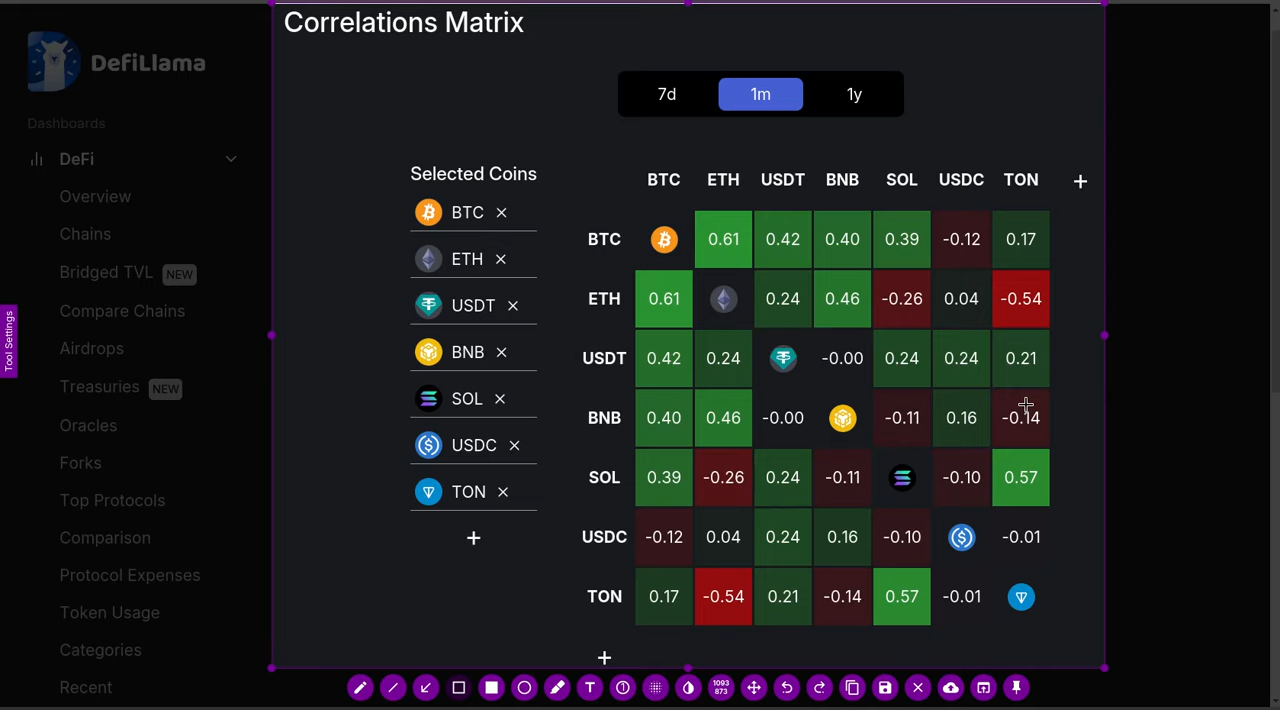 Correlations Matrix
7d 1m 1y
DefiLlama
Dashboards
DeFi
Overview
Chains
Bridged TVL NEW
Compare Chains
Airdrops
Treasuries NEW
Oracles
Forks
Top Protocols
Comparison
Protocol Expenses
Token Usage
Categories
Recent
Tool Settings
Selected Coins
BTC ×
ETH ×
USDT ×
BNB ×
SOL ×
USDC ×
TON ×
+
BTC ETH USDT BNB SOL USDC TON +
BTC 0.61 0.42 0.40 0.39 -0.12 0.17
ETH 0.61 0.24 0.46 -0.26 0.04 -0.54
USDT 0.42 0.24 -0.00 0.24 0.24 0.21
BNB 0.40 0.46 -0.00 -0.11 0.16 -0.14
SOL 0.39 -0.26 0.24 -0.11 -0.10 0.57
USDC -0.12 0.04 0.24 0.16 -0.10 -0.01
TON 0.17 -0.54 0.21 -0.14 0.57 -0.01
+
T 1 1093
873